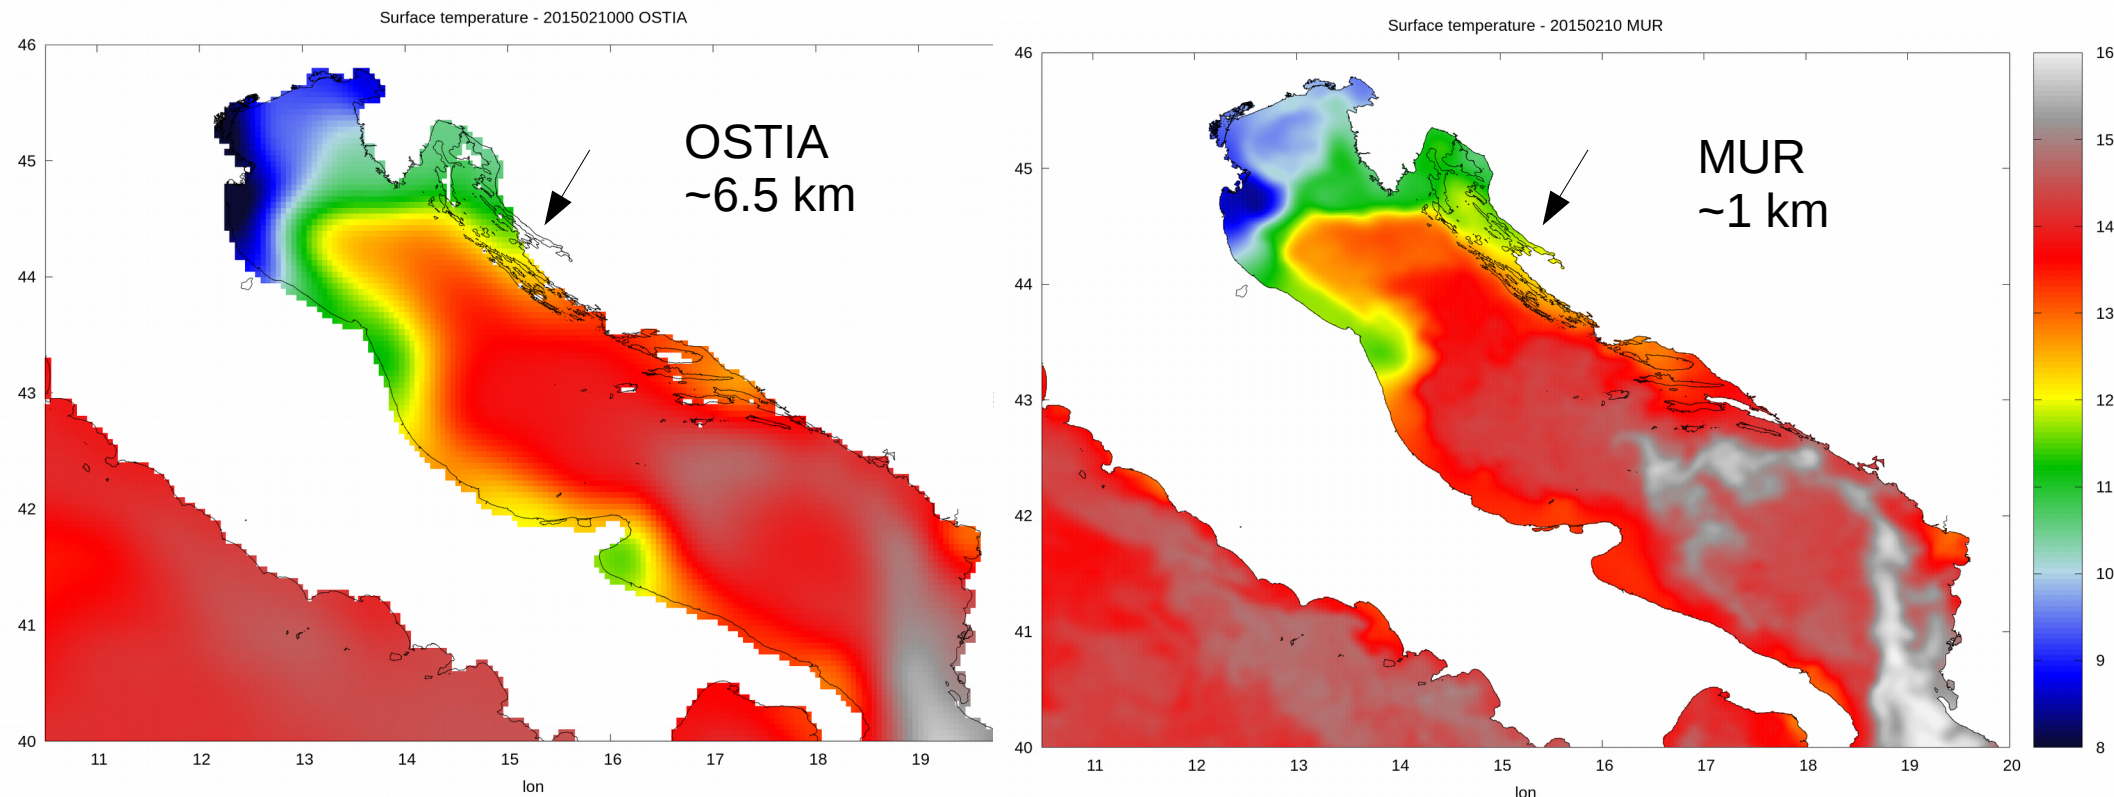 Surface temperature - 2015021000 OSTIA
46
45
44
43
42
41
40
11 12 13 14 15 16 17 18 19
lon
OSTIA
~6.5 km
Surface temperature - 20150210 MUR
46
45
44
43
42
41
40
11 12 13 14 15 16 17 18 19 20
lon
MUR
~1 km
16
15
14
13
12
11
10
9
8